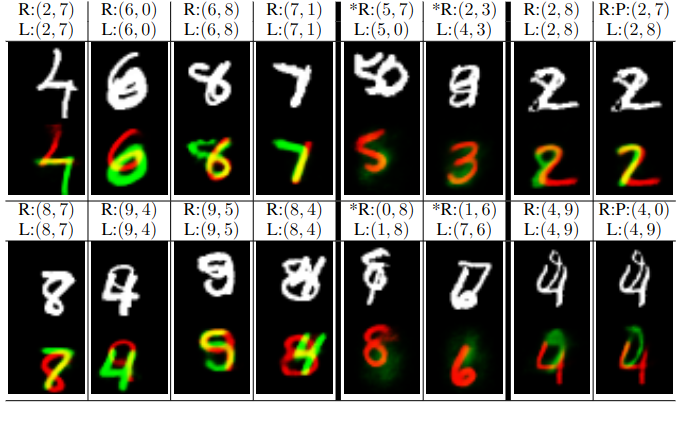 R:(2, 7) R:(6, 0) R:(6, 8) R:(7, 1) *R:(5, 7) *R:(2, 3) R:(2, 8) R:P:(2, 7)
L:(2, 7) L:(6, 0) L:(6, 8) L:(7, 1) L:(5, 0) L:(4, 3) L:(2, 8) L:(2, 8)
R:(8, 7) R:(9, 4) R:(9, 5) R:(8, 4) *R:(0, 8) *R:(1, 6) R:(4, 9) R:P:(4, 0)
L:(8, 7) L:(9, 4) L:(9, 5) L:(8, 4) L:(1, 8) L:(7, 6) L:(4, 9) L:(4, 9)